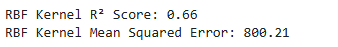 RBF Kernel R² Score: 0.66
RBF Kernel Mean Squared Error: 800.21